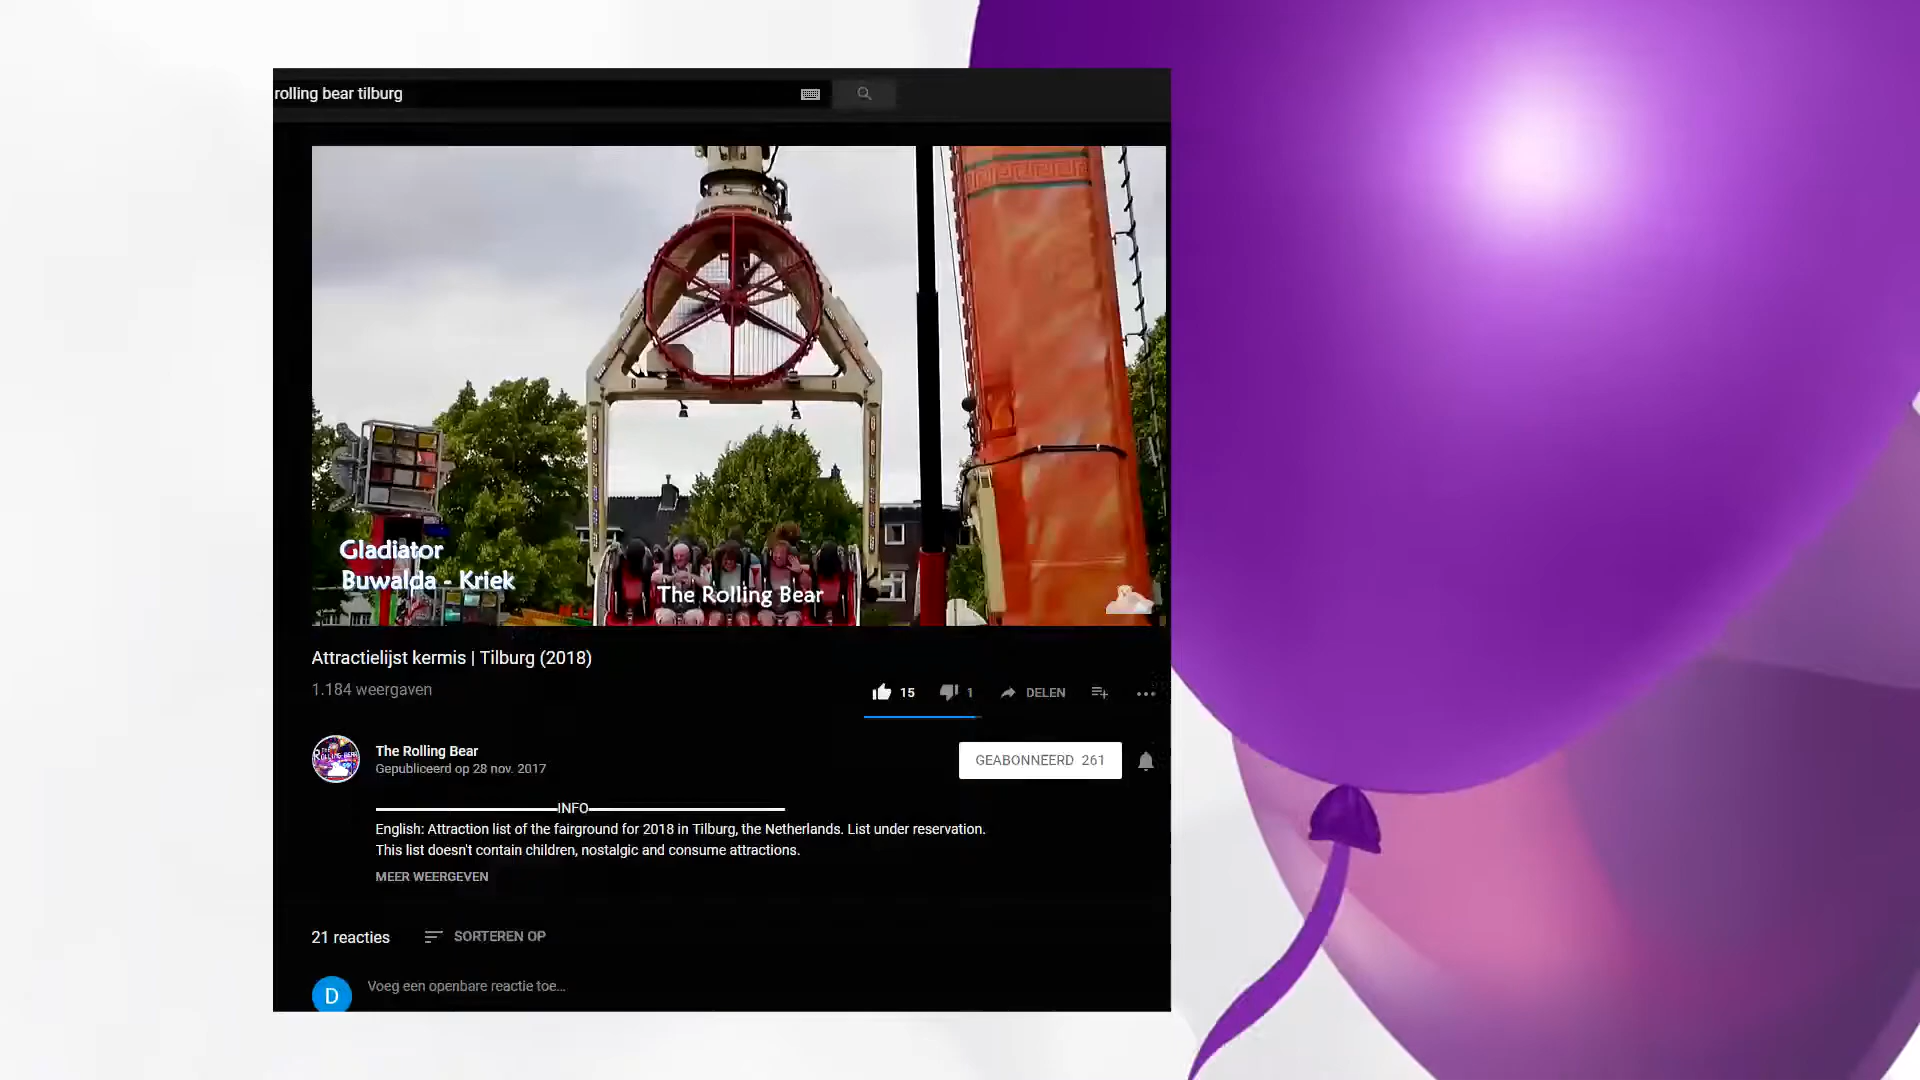 rolling bear tilburg
Gladiator
Buwalda - Kriek
The Rolling Bear
Attractielijst kermis | Tilburg (2018)
1.184 weergaven
15
1
DELEN
The Rolling Bear
Gepubliceerd op 28 nov. 2017
GEABONNEERD 261
INFO
English: Attraction list of the fairground for 2018 in Tilburg, the Netherlands. List under reservation.
This list doesn't contain children, nostalgic and consume attractions.
MEER WEERGEVEN
21 reacties
SORTEREN OP
D
Voeg een openbare reactie toe...